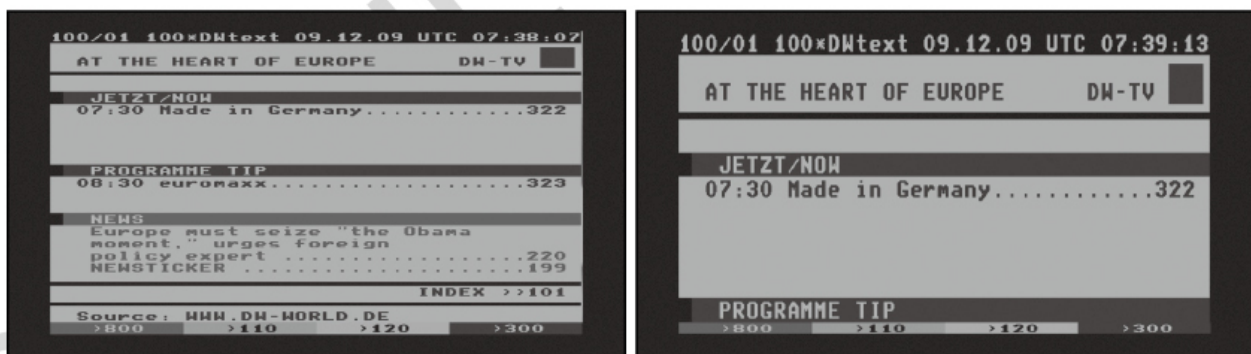 100/01 100*DWtext 09.12.09 UTC 07:38:07
AT THE HEART OF EUROPE DW-TV
JETZT/NOW
07:30 Made in Germany............322
PROGRAMME TIP
08:30 euromaxx...................323
NEWS
Europe must seize "the Obama
moment," urges foreign
policy expert ..................220
NEWSTICKER .....................199
INDEX >>101
Source: WWW.DW-WORLD.DE
>800 >110 >120 >300
100/01 100*DWtext 09.12.09 UTC 07:39:13
AT THE HEART OF EUROPE DW-TV
JETZT/NOW
07:30 Made in Germany............322
PROGRAMME TIP
>800 >110 >120 >300